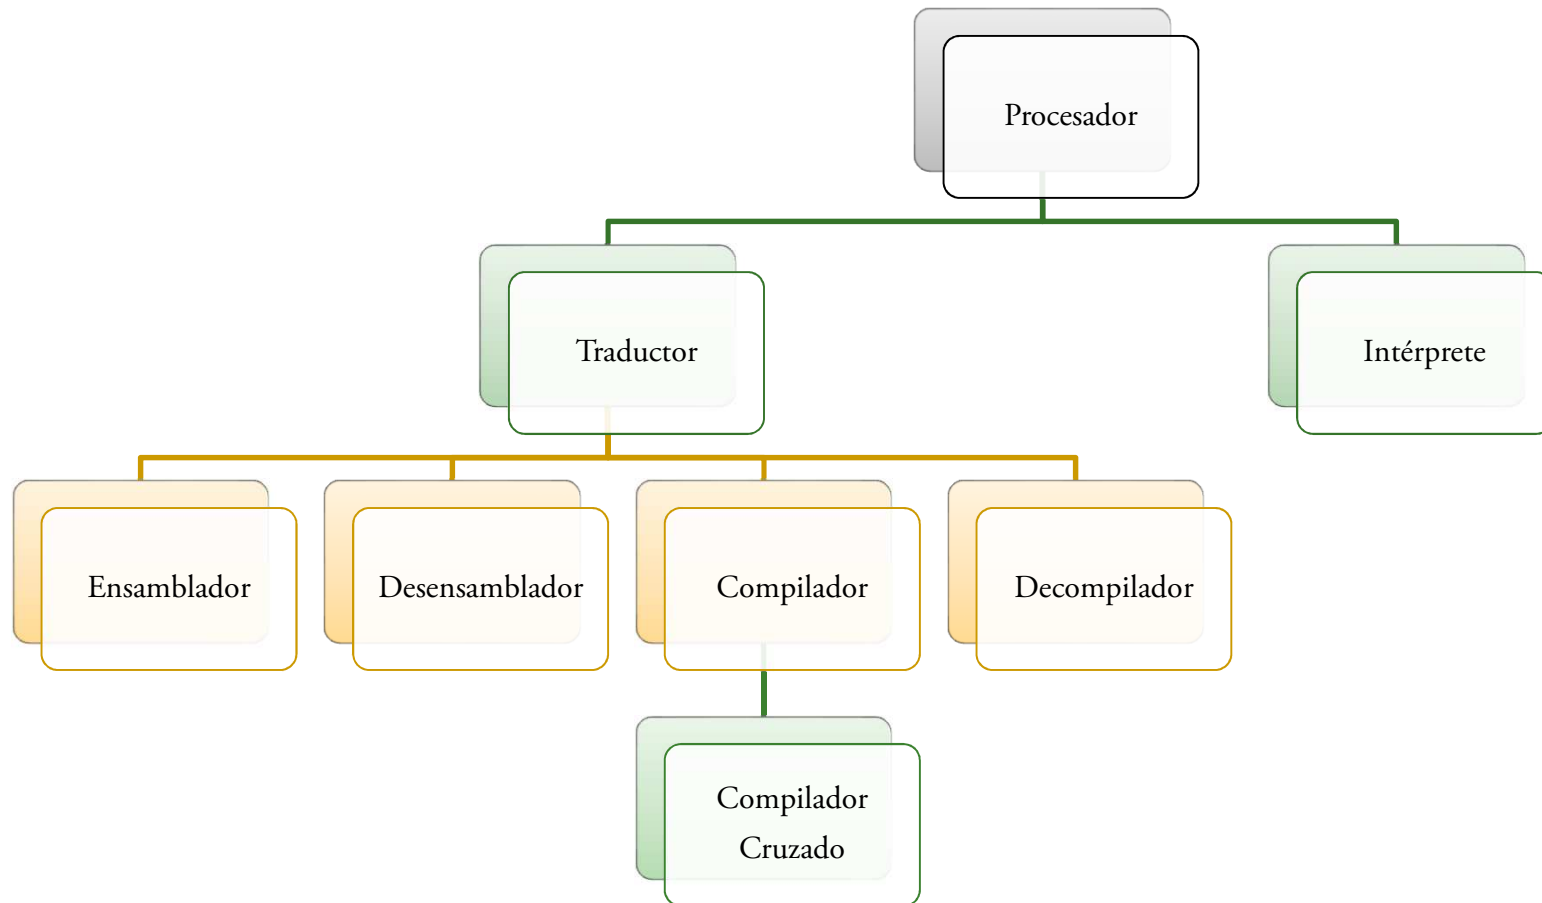 Procesador
Traductor
Intérprete
Ensamblador
Desensamblador
Compilador
Decompilador
Compilador
Cruzado